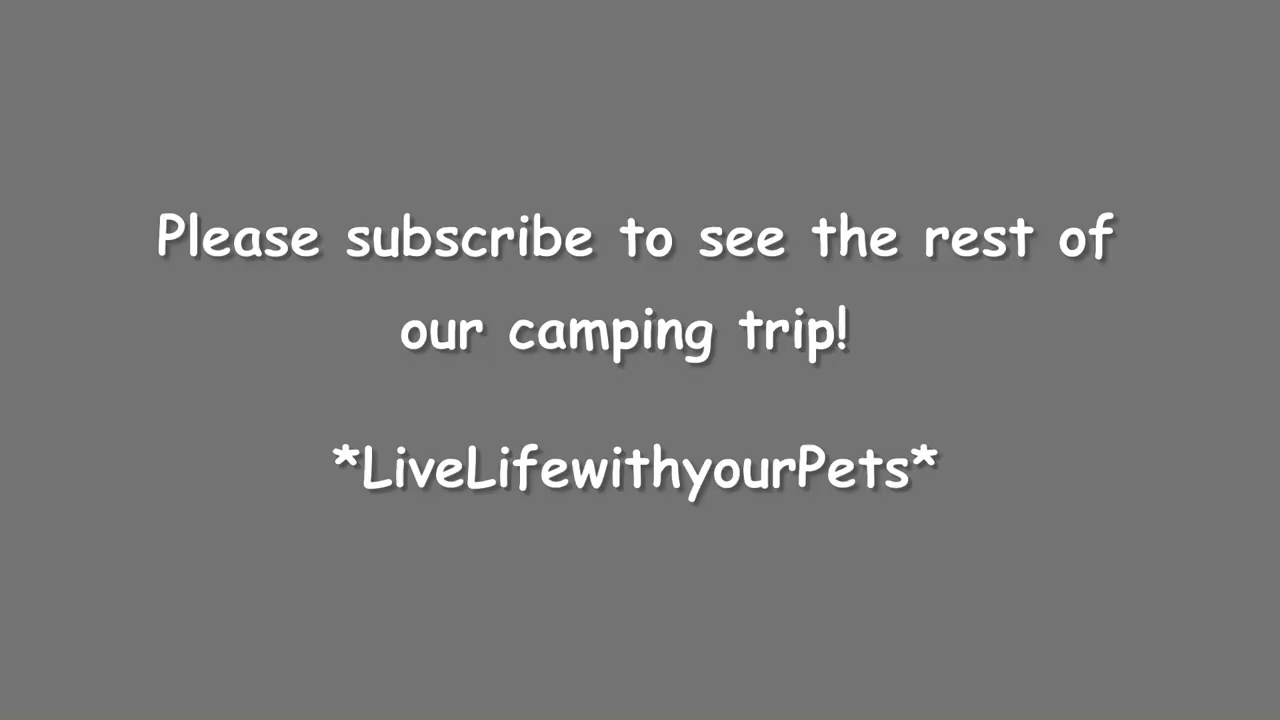 Please subscribe to see the rest of
our camping trip!
*LiveLifewithyourPets*